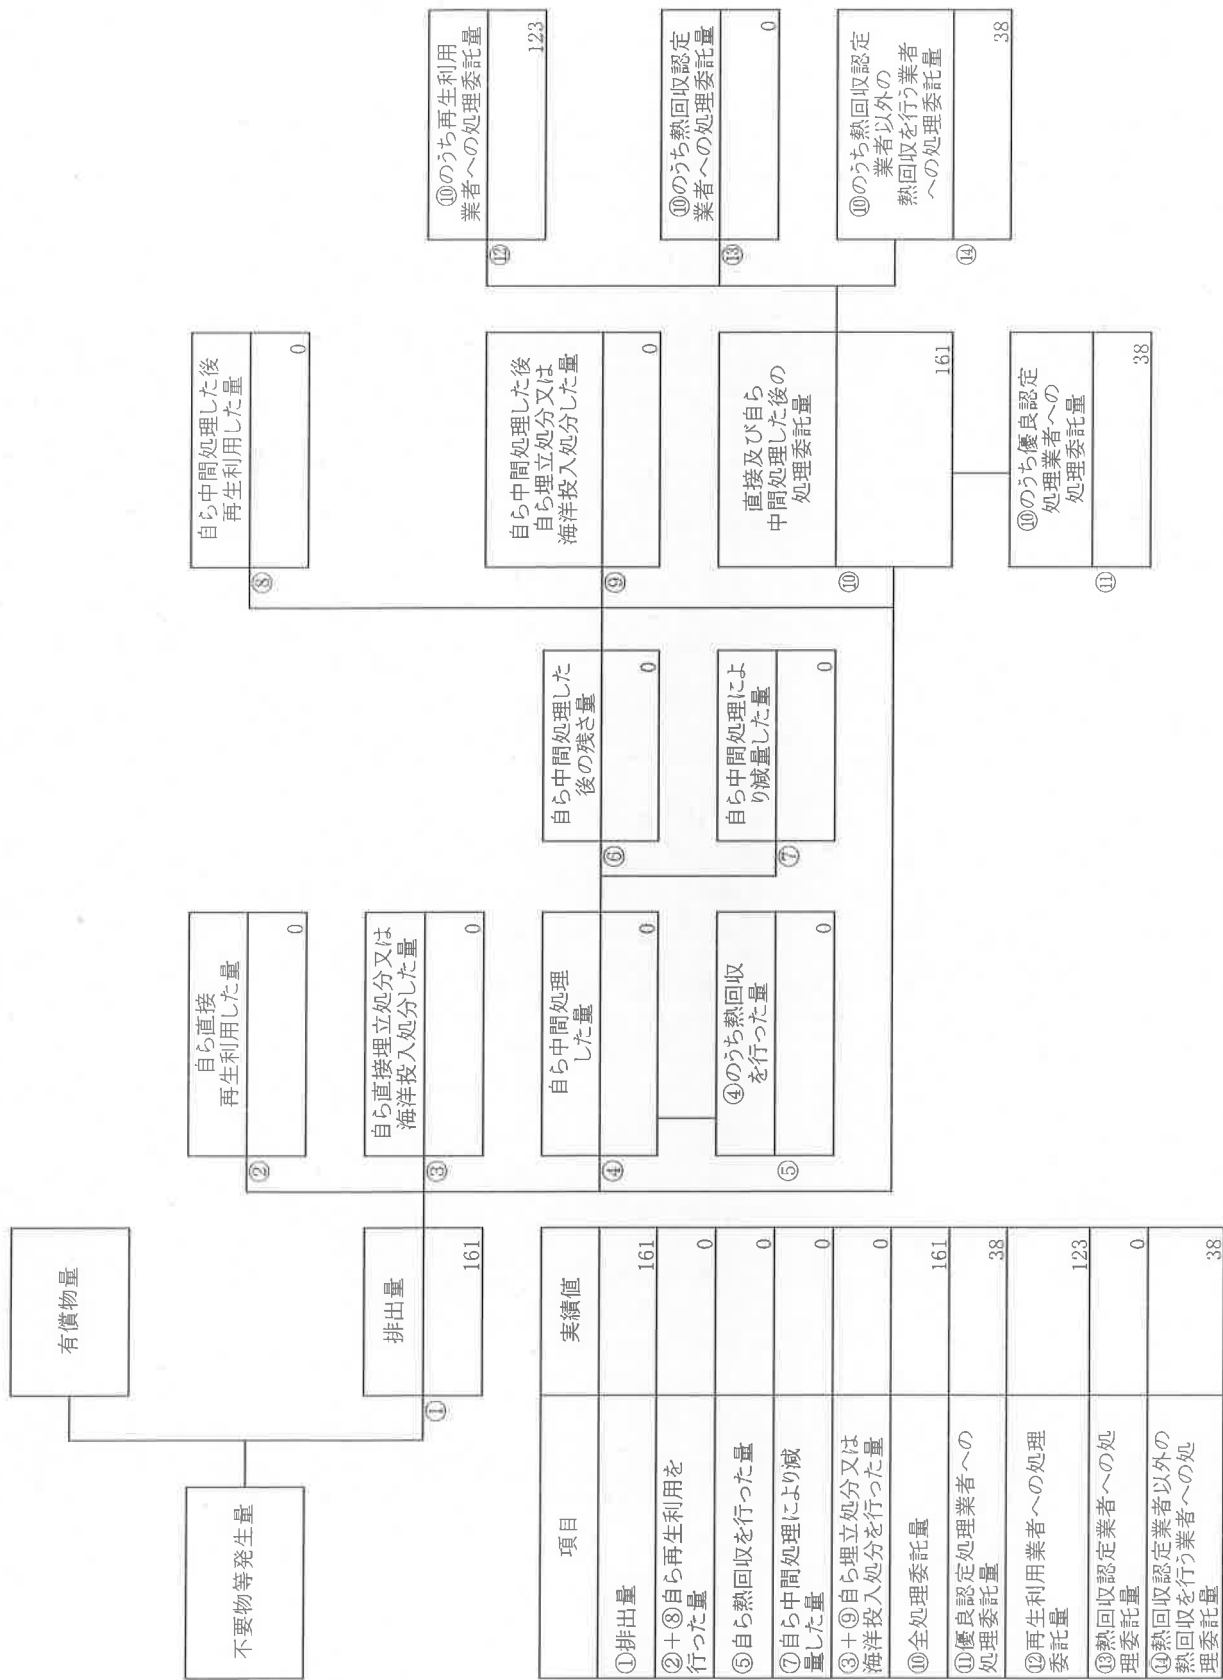 不要物等発生量
有償物量
排出量
①
161
自ら直接
再生利用した量
②
0
自ら直接埋立処分又は
海洋投入処分した量
③
0
自ら中間処理
した量
④
0
④のうち熱回収
を行った量
⑤
0
自ら中間処理した
後の残さ量
⑥
0
自ら中間処理によ
り減量した量
⑦
0
自ら中間処理した後
再生利用した量
⑧
0
自ら中間処理した後
自ら埋立処分又は
海洋投入処分した量
⑨
0
直接及び自ら
中間処理した後の
処理委託量
⑩
161
⑩のうち優良認定
処理業者への
処理委託量
⑪
38
⑩のうち再生利用
業者への処理委託量
⑫
123
⑩のうち熱回収認定
業者への処理委託量
⑬
0
⑩のうち熱回収認定
業者以外の
熱回収を行う業者
への処理委託量
⑭
38
項目 実績値
①排出量 161
②+⑧自ら再生利用を
行った量 0
⑤自ら熱回収を行った量 0
⑦自ら中間処理により減
量した量 0
③+⑨自ら埋立処分又は
海洋投入処分を行った量 0
⑩全処理委託量 161
⑪優良認定処理業者への
処理委託量 38
⑫再生利用業者への処理
委託量 123
⑬熱回収認定業者への処
理委託量 0
⑭熱回収認定業者以外の
熱回収を行う業者への処
理委託量 38